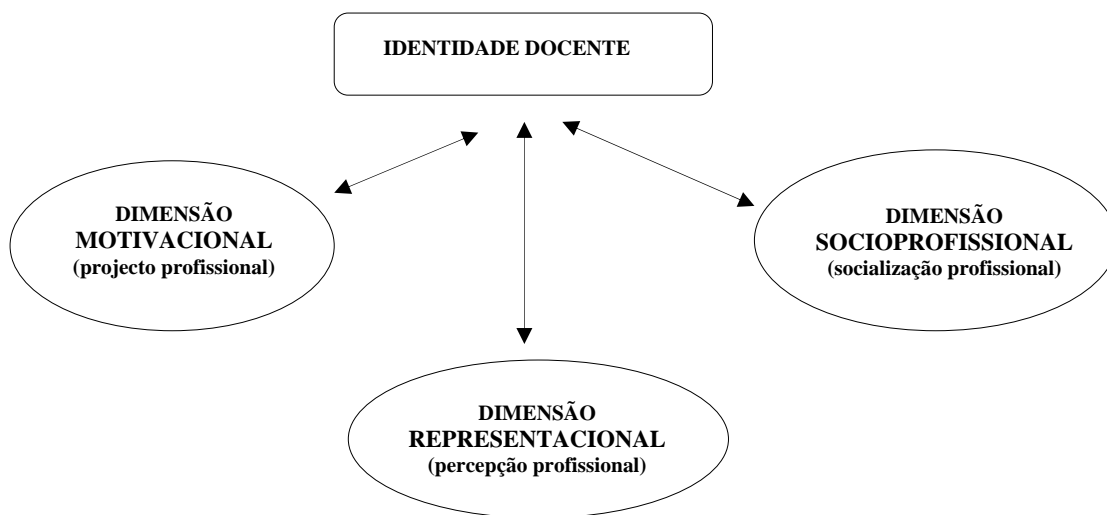 IDENTIDADE DOCENTE
DIMENSÃO
MOTIVACIONAL
(projecto profissional)
DIMENSÃO
SOCIOPROFISSIONAL
(socialização profissional)
DIMENSÃO
REPRESENTACIONAL
(percepção profissional)